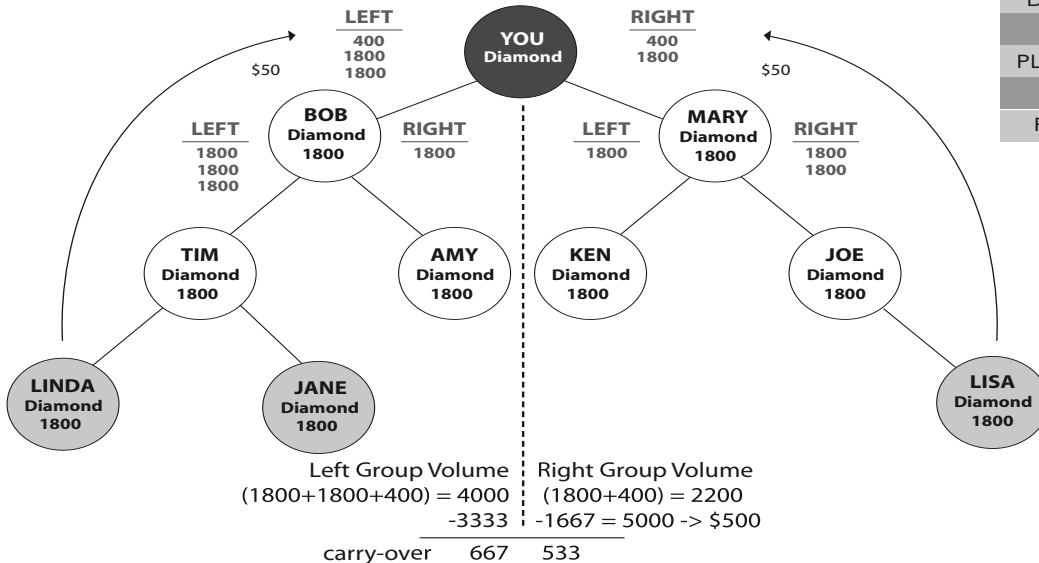 LEFT
400
1800
1800
YOU
Diamond
RIGHT
400
1800
$50
$50
BOB
Diamond
1800
LEFT
1800
1800
1800
RIGHT
1800
MARY
Diamond
1800
LEFT
1800
RIGHT
1800
1800
TIM
Diamond
1800
AMY
Diamond
1800
KEN
Diamond
1800
JOE
Diamond
1800
LINDA
Diamond
1800
JANE
Diamond
1800
LISA
Diamond
1800
Left Group Volume
(1800+1800+400) = 4000
-3333
Right Group Volume
(1800+400) = 2200
-1667 = 5000 -> $500
carry-over 667 533